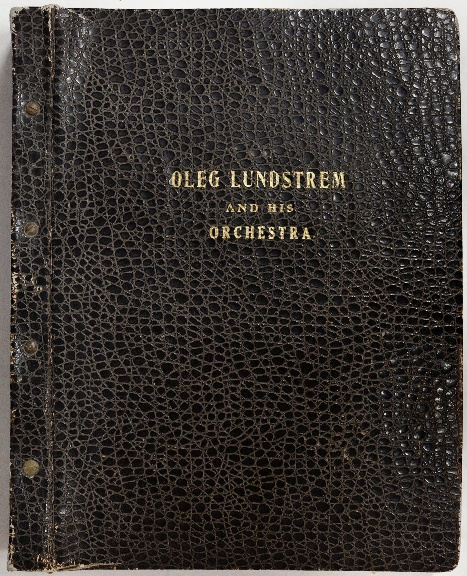 OLEG LUNDSTREM
AND HIS
ORCHESTRA